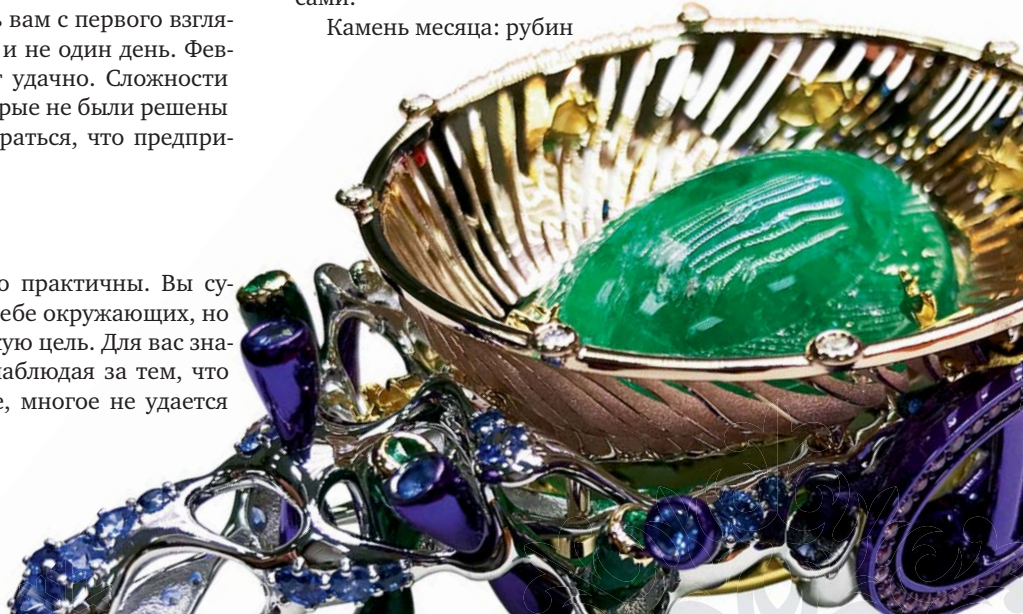 ь вам с первого взгля-
и не один день. Фев-
удачно. Сложности
рые не были решены
раться, что предпри-
о практичны. Вы су-
ебе окружающих, но
ую цель. Для вас зна-
наблюдая за тем, что
е, многое не удается
сами.
Камень месяца: рубин